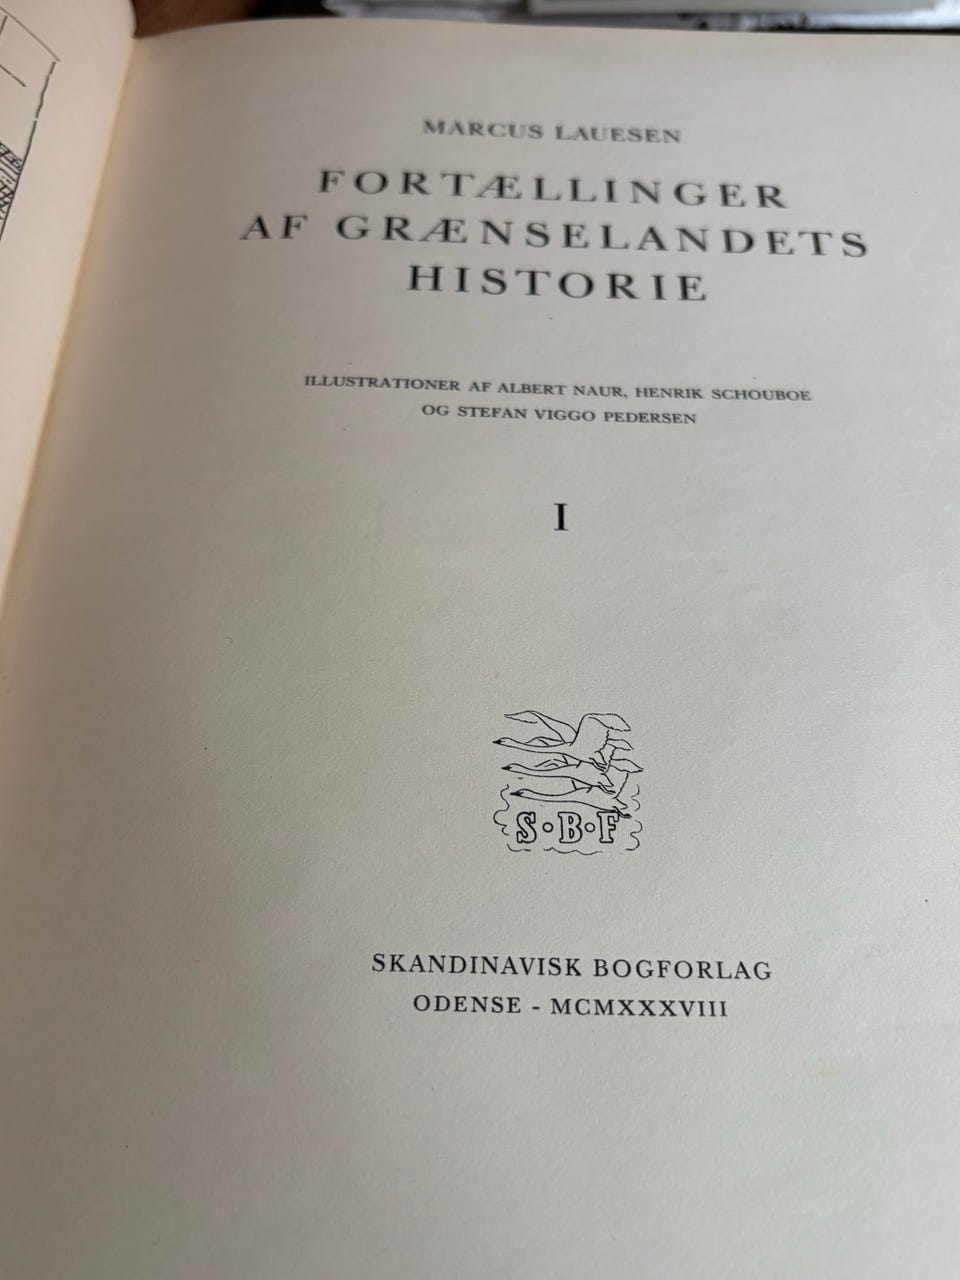 MARCUS LAUESEN
FORTÆLLINGER
AF GRÆNSELANDETS
HISTORIE
ILLUSTRATIONER AF ALBERT NAUR, HENRIK SCHOUBOE
OG STEFAN VIGGO PEDERSEN
I
S·B·F
SKANDINAVISK BOGFORLAG
ODENSE - MCMXXXVIII